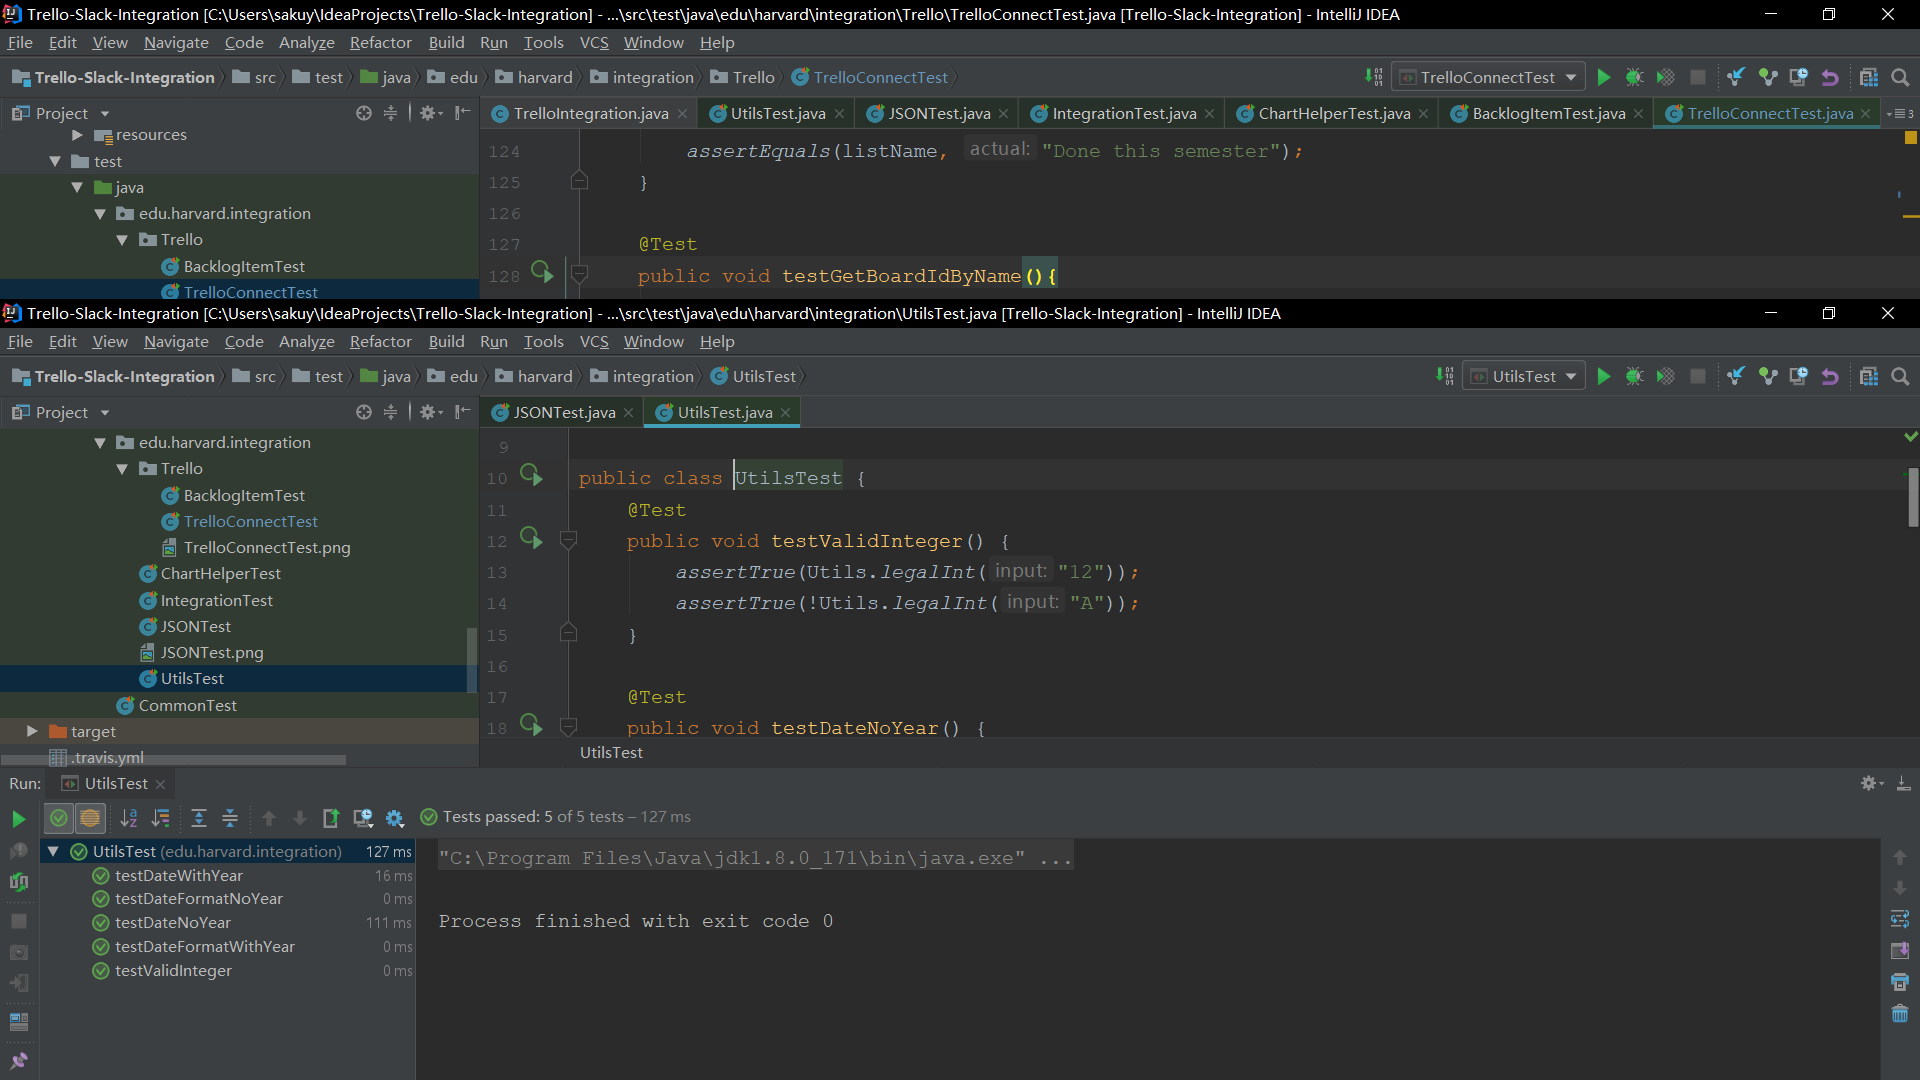 Trello-Slack-Integration [C:\Users\sakuy\IdeaProjects\Trello-Slack-Integration] - ...\src\test\java\edu\harvard\integration\Trello\TrelloConnectTest.java [Trello-Slack-Integration] - IntelliJ IDEA
File Edit View Navigate Code Analyze Refactor Build Run Tools VCS Window Help
Trello-Slack-Integration src test java edu harvard integration Trello TrelloConnectTest TrelloConnectTest
Project TrelloIntegration.java UtilsTest.java JSONTest.java IntegrationTest.java ChartHelperTest.java BacklogItemTest.java TrelloConnectTest.java 3
resources
test
java
edu.harvard.integration
Trello
BacklogItemTest
TrelloConnectTest
124 assertEquals(listName, actual: "Done this semester");
125 }
126
127 @Test
128 public void testGetBoardIdByName(){
Trello-Slack-Integration [C:\Users\sakuy\IdeaProjects\Trello-Slack-Integration] - ...\src\test\java\edu\harvard\integration\UtilsTest.java [Trello-Slack-Integration] - IntelliJ IDEA
File Edit View Navigate Code Analyze Refactor Build Run Tools VCS Window Help
Trello-Slack-Integration src test java edu harvard integration UtilsTest UtilsTest
Project JSONTest.java UtilsTest.java
edu.harvard.integration
Trello
BacklogItemTest
TrelloConnectTest
TrelloConnectTest.png
ChartHelperTest
IntegrationTest
JSONTest
JSONTest.png
UtilsTest
CommonTest
target
.travis.yml
9
10 public class UtilsTest {
11 @Test
12 public void testValidInteger() {
13 assertTrue(Utils.legalInt( input: "12"));
14 assertTrue(!Utils.legalInt( input: "A"));
15 }
16
17 @Test
18 public void testDateNoYear() {
UtilsTest
Run: UtilsTest
Tests passed: 5 of 5 tests – 127 ms
UtilsTest (edu.harvard.integration) 127 ms
testDateWithYear 16 ms
testDateFormatNoYear 0 ms
testDateNoYear 111 ms
testDateFormatWithYear 0 ms
testValidInteger 0 ms
"C:\Program Files\Java\jdk1.8.0_171\bin\java.exe" ...
Process finished with exit code 0